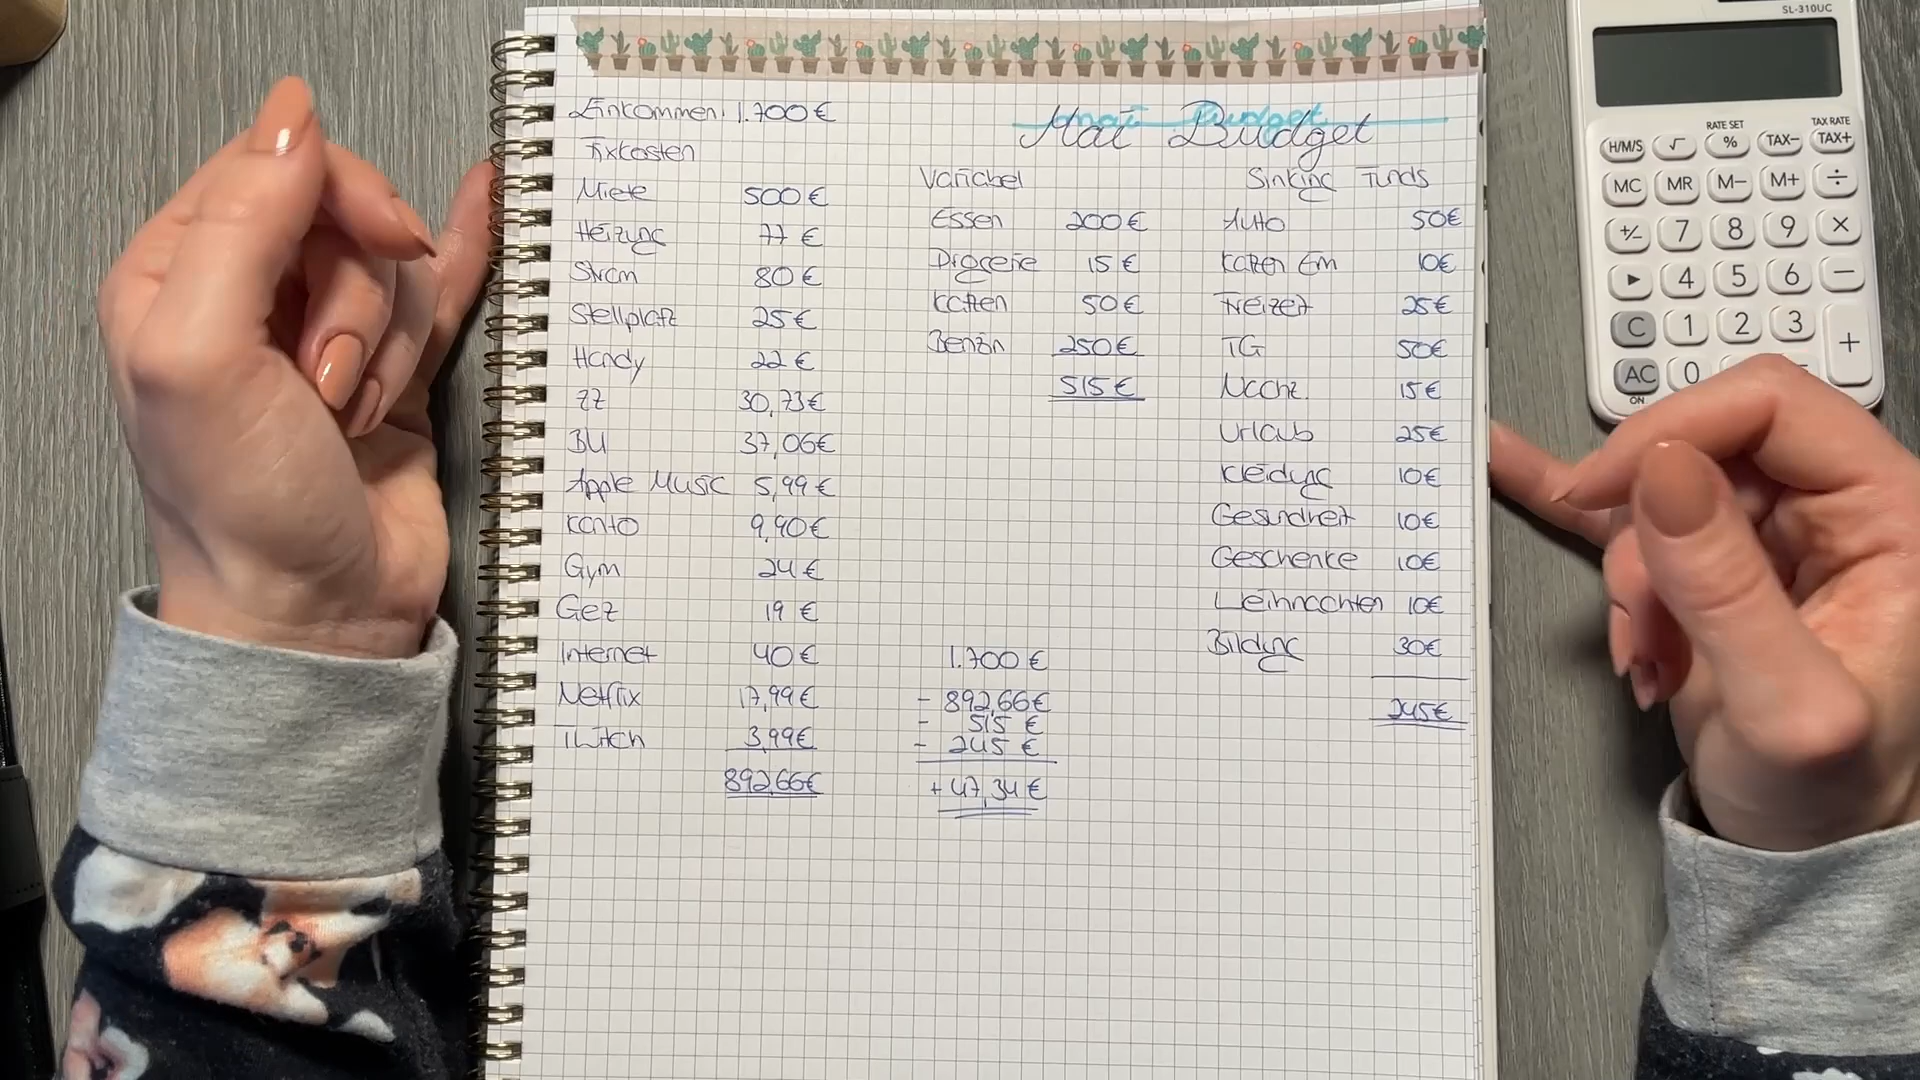 SL-310UC
Einkommen: 1.700 €
Mai Budget
Fixkosten
Miete 500 €
Heizung 77 €
Strom 80 €
Stellplatz 25 €
Handy 22 €
ZZ 30,73 €
BU 37,06 €
Apple Music 5,99 €
Konto 9,90 €
Gym 24 €
Gez 19 €
Internet 40 €
Netflix 17,99 €
Twitch 3,99 €
892,66 €
Variabel
Essen 200 €
Drogerie 15 €
Katzen 50 €
Benzin 250 €
515 €
1.700 €
- 892,66 €
- 515 €
- 245 €
+ 47,34 €
Sinking Funds
Auto 50 €
Katzen Em 10 €
Freizeit 25 €
TG 50 €
Nachz. 15 €
Urlaub 25 €
Kleidung 10 €
Gesundheit 10 €
Geschenke 10 €
Weihnachten 10 €
Bildung 30 €
245 €
RATE SET TAX RATE
H/M/S √ % TAX− TAX+
MC MR M− M+ ÷
+/− 7 8 9 ×
▶ 4 5 6 −
C 1 2 3 +
AC 0
ON